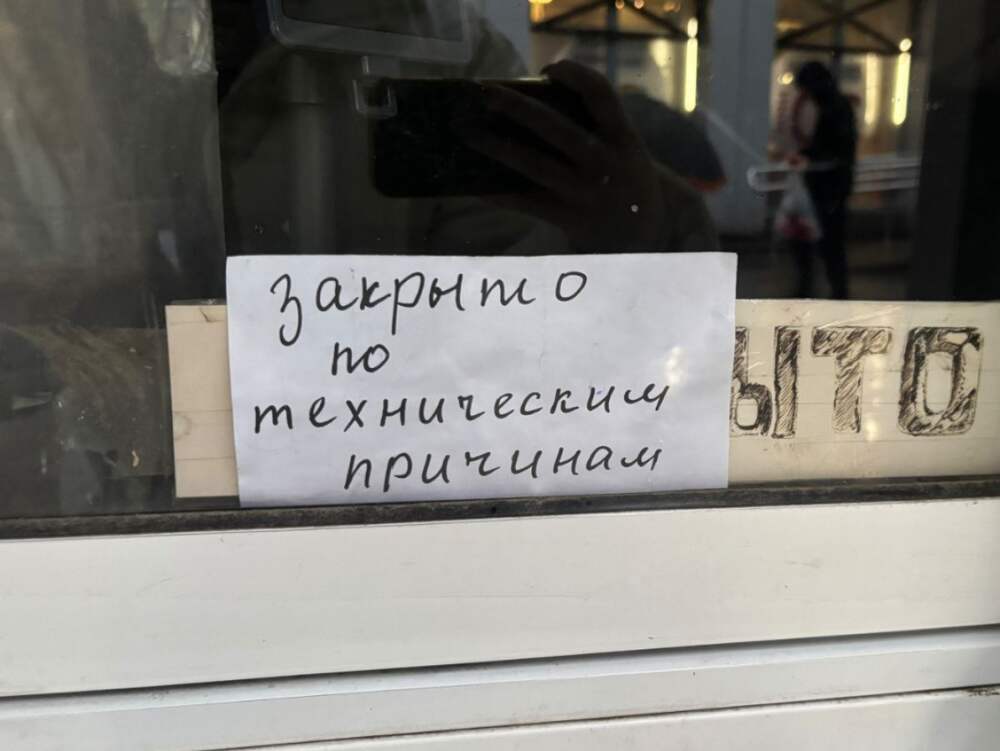 закрыто
по
техническим
причинам
ЫТО